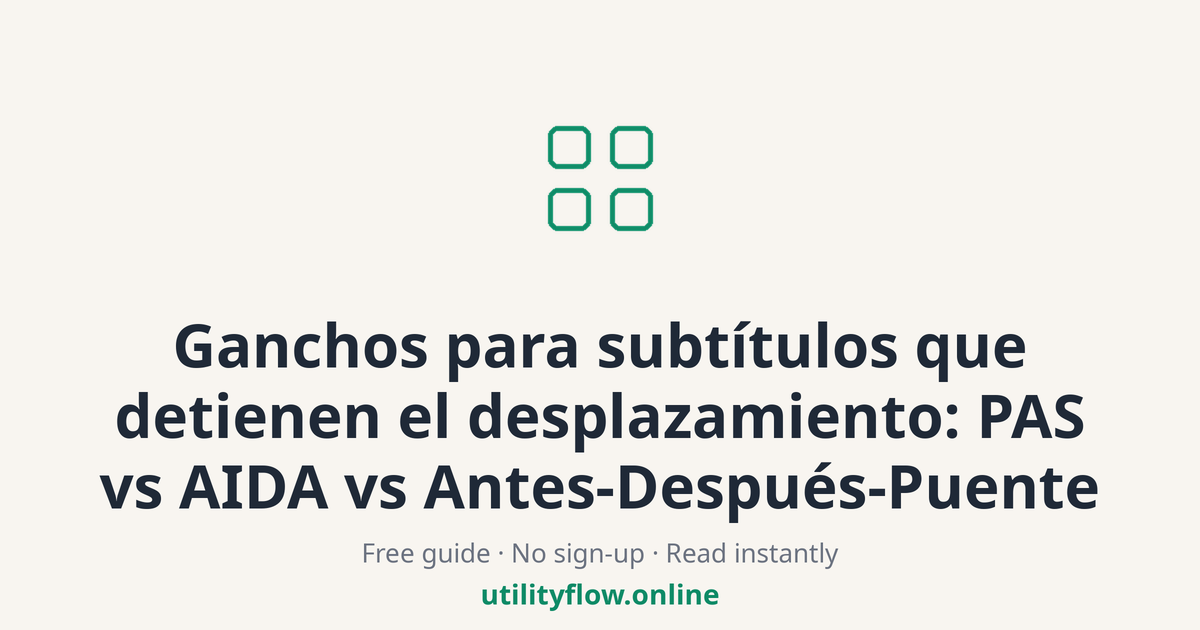 Ganchos para subtítulos que
detienen el desplazamiento: PAS
vs AIDA vs Antes-Después-Puente
Free guide · No sign-up · Read instantly
utilityflow.online